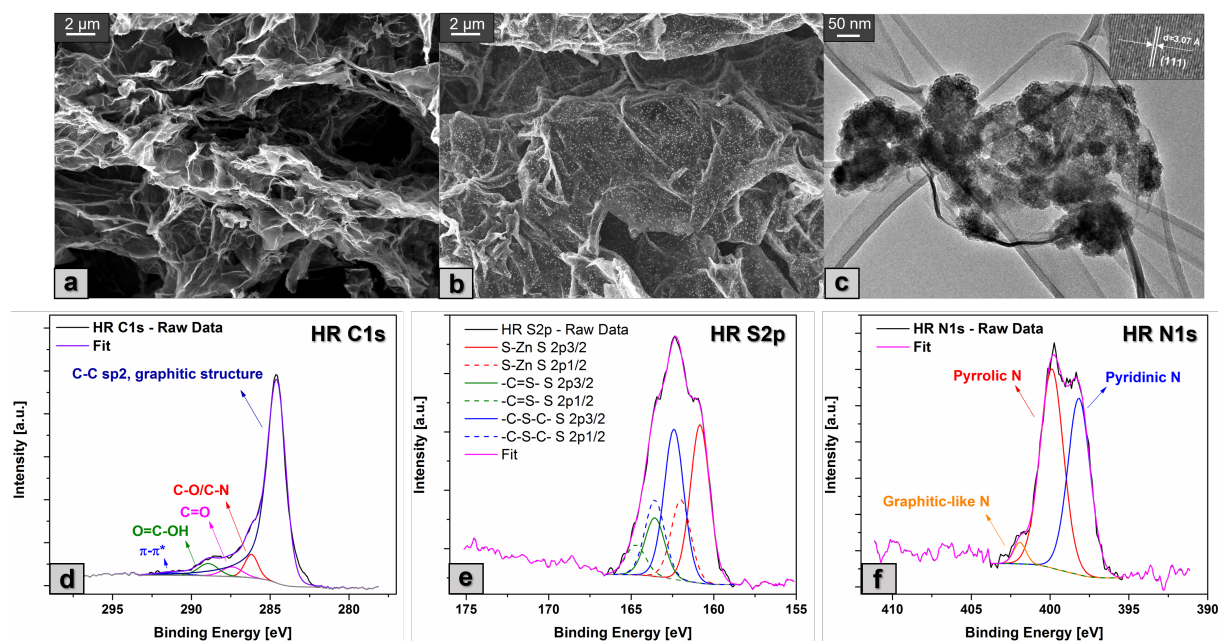 2 µm
a
2 µm
b
50 nm
d=3.07 Å
(111)
c
HR C1s - Raw Data
Fit
HR C1s
C-C sp2, graphitic structure
C-O/C-N
C=O
O=C-OH
π-π*
d
Intensity [a.u.]
295
290
285
280
Binding Energy [eV]
HR S2p - Raw Data
S-Zn S 2p3/2
S-Zn S 2p1/2
-C=S- S 2p3/2
-C=S- S 2p1/2
-C-S-C- S 2p3/2
-C-S-C- S 2p1/2
Fit
HR S2p
e
Intensity [a.u.]
175
170
165
160
155
Binding Energy [eV]
HR N1s - Raw Data
Fit
HR N1s
Pyrrolic N
Pyridinic N
Graphitic-like N
f
Intensity [a.u.]
410
405
400
395
390
Binding Energy [eV]